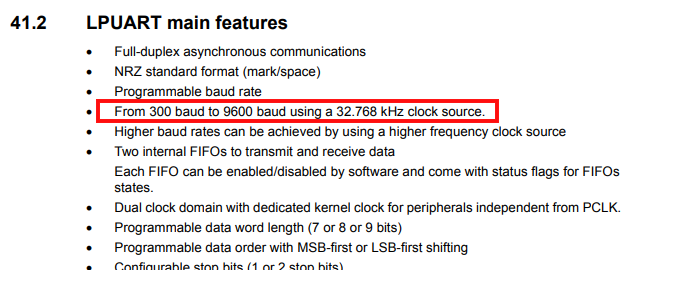 41.2 LPUART main features
• Full-duplex asynchronous communications
• NRZ standard format (mark/space)
• Programmable baud rate
• From 300 baud to 9600 baud using a 32.768 kHz clock source.
• Higher baud rates can be achieved by using a higher frequency clock source
• Two internal FIFOs to transmit and receive data
Each FIFO can be enabled/disabled by software and come with status flags for FIFOs
states.
• Dual clock domain with dedicated kernel clock for peripherals independent from PCLK.
• Programmable data word length (7 or 8 or 9 bits)
• Programmable data order with MSB-first or LSB-first shifting
• Configurable stop bits (1 or 2 stop bits)